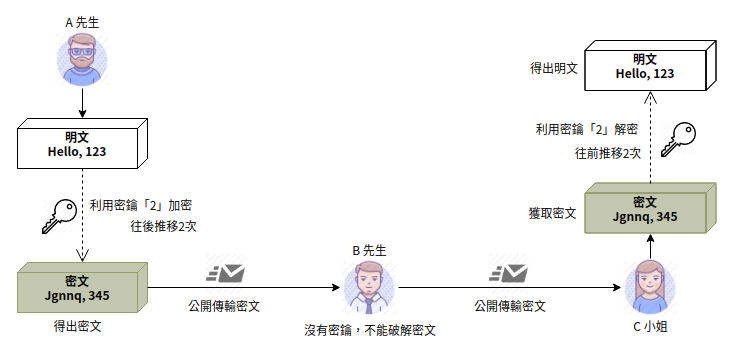 A 先生
明文
Hello, 123
利用密鑰「2」加密
往後推移2次
密文
Jgnnq, 345
得出密文
公開傳輸密文
B 先生
沒有密鑰，不能破解密文
公開傳輸密文
C 小姐
獲取密文
密文
Jgnnq, 345
利用密鑰「2」解密
往前推移2次
得出明文
明文
Hello, 123